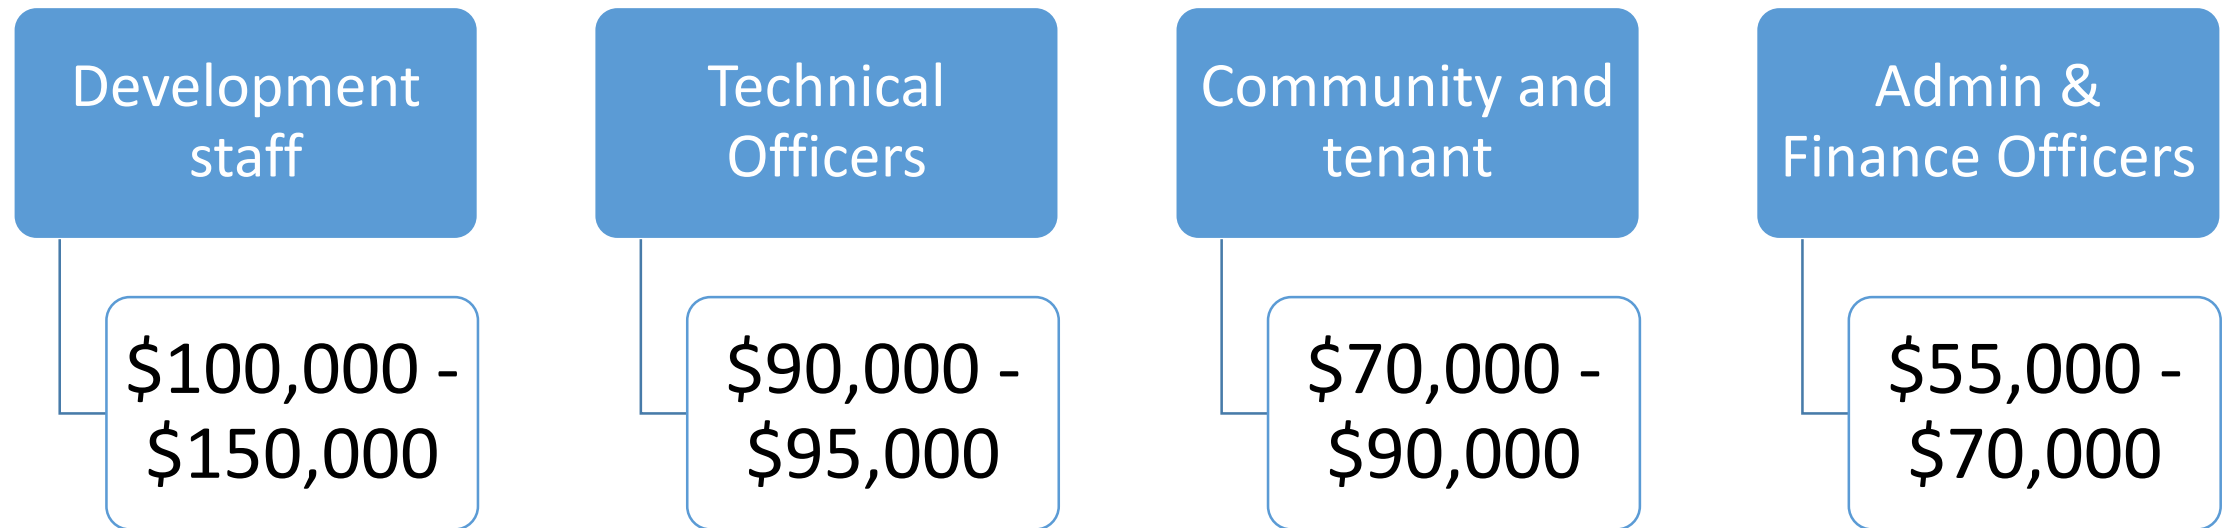 Development
staff
$100,000 -
$150,000
Technical
Officers
$90,000 -
$95,000
Community and
tenant
$70,000 -
$90,000
Admin &
Finance Officers
$55,000 -
$70,000